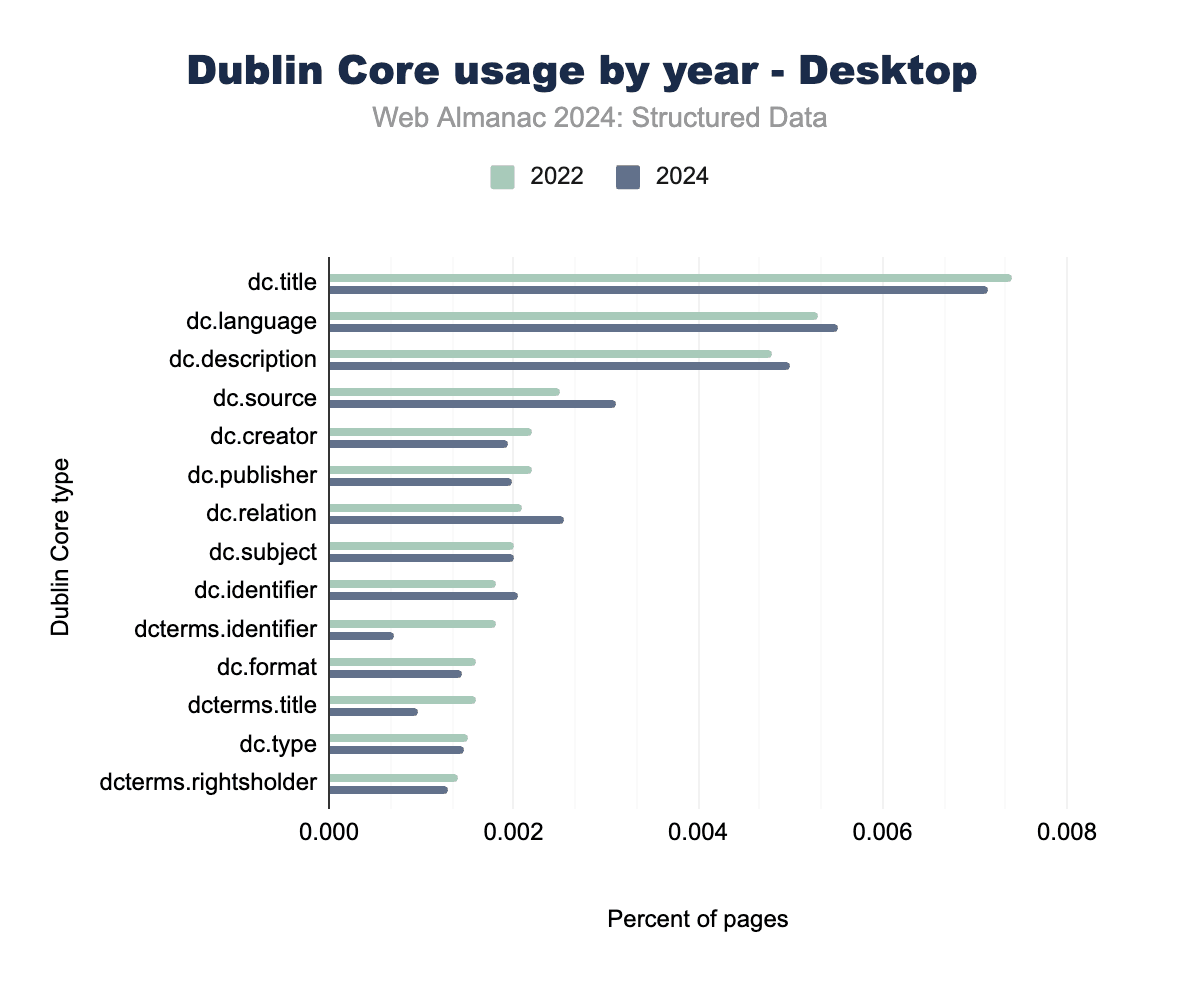 Dublin Core usage by year - Desktop
Web Almanac 2024: Structured Data
2022 2024
dc.title
dc.language
dc.description
dc.source
dc.creator
dc.publisher
dc.relation
dc.subject
dc.identifier
dcterms.identifier
dc.format
dcterms.title
dc.type
dcterms.rightsholder
Dublin Core type
0.000 0.002 0.004 0.006 0.008
Percent of pages